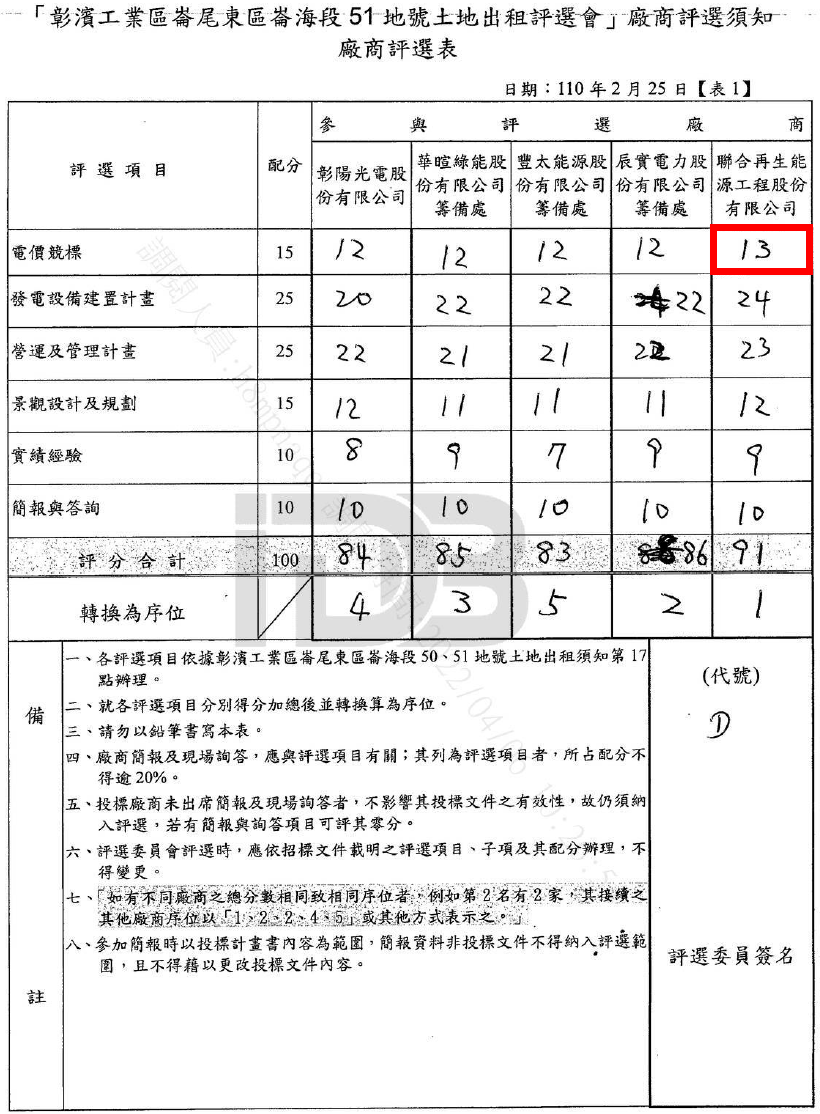 「彰濱工業區崙尾東區崙海段51地號土地出租評選會」廠商評選須知
廠商評選表
日期：110年2月25日【表1】
評選項目 配分 參與評選廠商
彰陽光電股份有限公司 華暄綠能股份有限公司籌備處 豐太能源股份有限公司籌備處 辰實電力股份有限公司籌備處 聯合再生能源工程股份有限公司
電價競標 15 12 12 12 12 13
發電設備建置計畫 25 20 22 22 22 24
營運及管理計畫 25 22 21 21 22 23
景觀設計及規劃 15 12 11 11 11 12
實績經驗 10 8 9 7 9 9
簡報與答詢 10 10 10 10 10 10
評分合計 100 84 85 83 86 91
轉換為序位 4 3 5 2 1
備註
一、各評選項目依據彰濱工業區崙尾東區崙海段50、51地號土地出租須知第17
點辦理。
二、就各評選項目分別得分加總後並轉換算為序位。
三、請勿以鉛筆書寫本表。
四、廠商簡報及現場詢答，應與評選項目有關；其列為評選項目者，所占配分不
得逾20%。
五、投標廠商未出席簡報及現場詢答者，不影響其投標文件之有效性，故仍須納
入評選，若有簡報與詢答項目可評其零分。
六、評選委員會評選時，應依招標文件載明之評選項目、子項及其配分辦理，不
得變更。
七、「如有不同廠商之總分數相同致相同序位者，例如第2名有2家，其接續之
其他廠商序位以「1、2、2、4、5」或其他方式表示之。」
八、參加簡報時以投標計畫書內容為範圍，簡報資料非投標文件不得納入評選範
圍，且不得藉以更改投標文件內容。
(代號)
D
評選委員簽名
iDB
調閱人員：